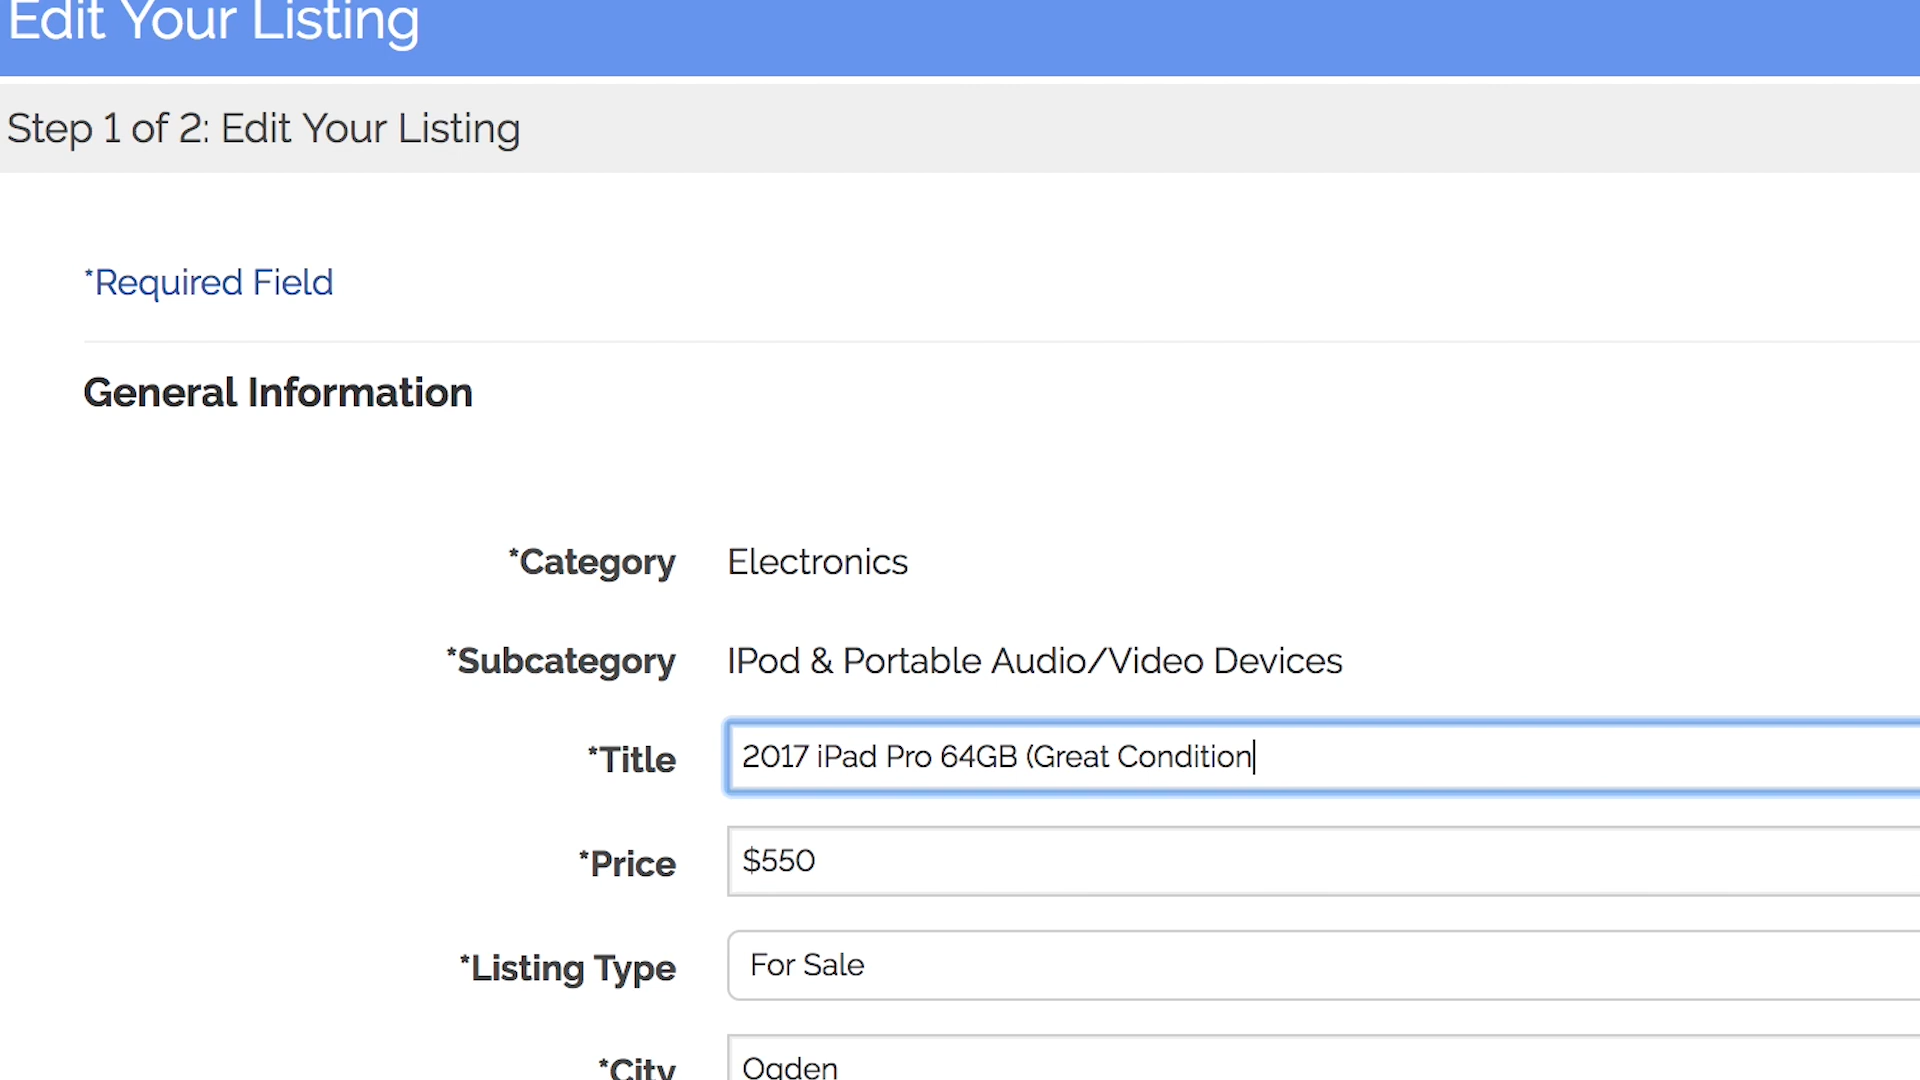 Edit Your Listing
Step 1 of 2: Edit Your Listing
*Required Field
General Information
*Category Electronics
*Subcategory IPod & Portable Audio/Video Devices
*Title 2017 iPad Pro 64GB (Great Condition
*Price $550
*Listing Type For Sale
*City Ogden